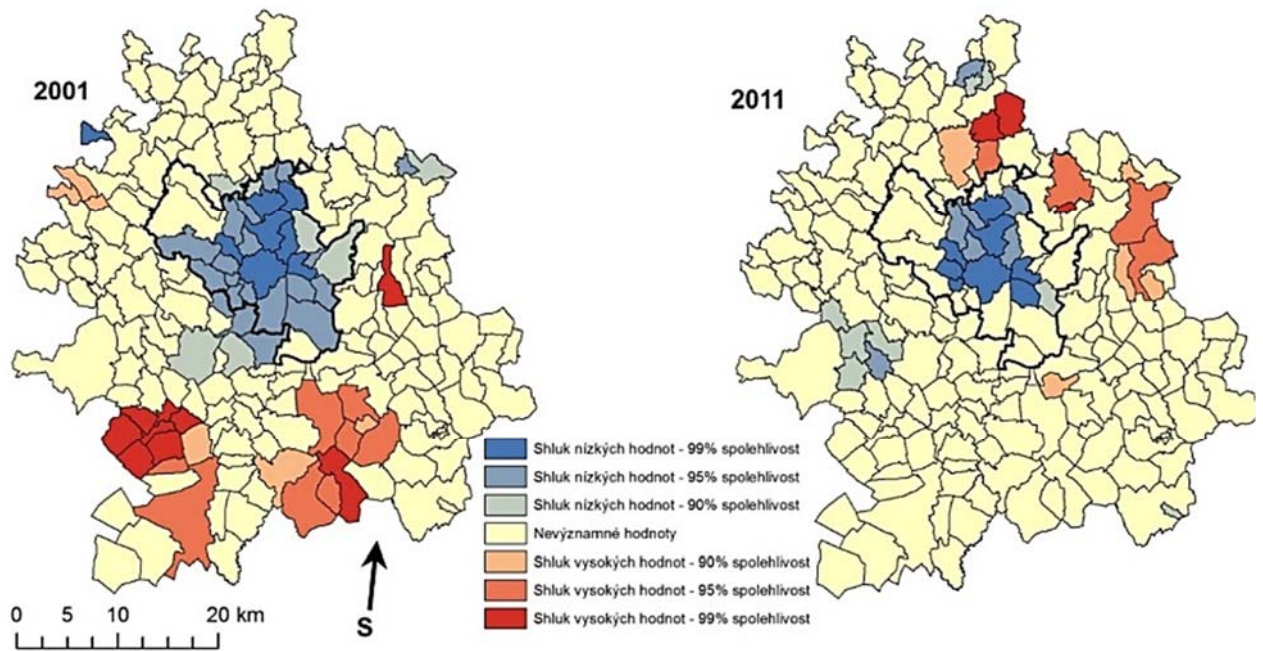 2001
2011
Shluk nízkých hodnot - 99% spolehlivost
Shluk nízkých hodnot - 95% spolehlivost
Shluk nízkých hodnot - 90% spolehlivost
Nevýznamné hodnoty
Shluk vysokých hodnot - 90% spolehlivost
Shluk vysokých hodnot - 95% spolehlivost
Shluk vysokých hodnot - 99% spolehlivost
0 5 10 20 km
S